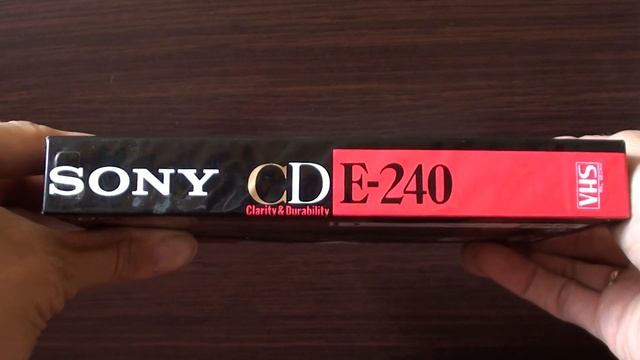 SONY CD E-240
Clarity & Durability
VHS